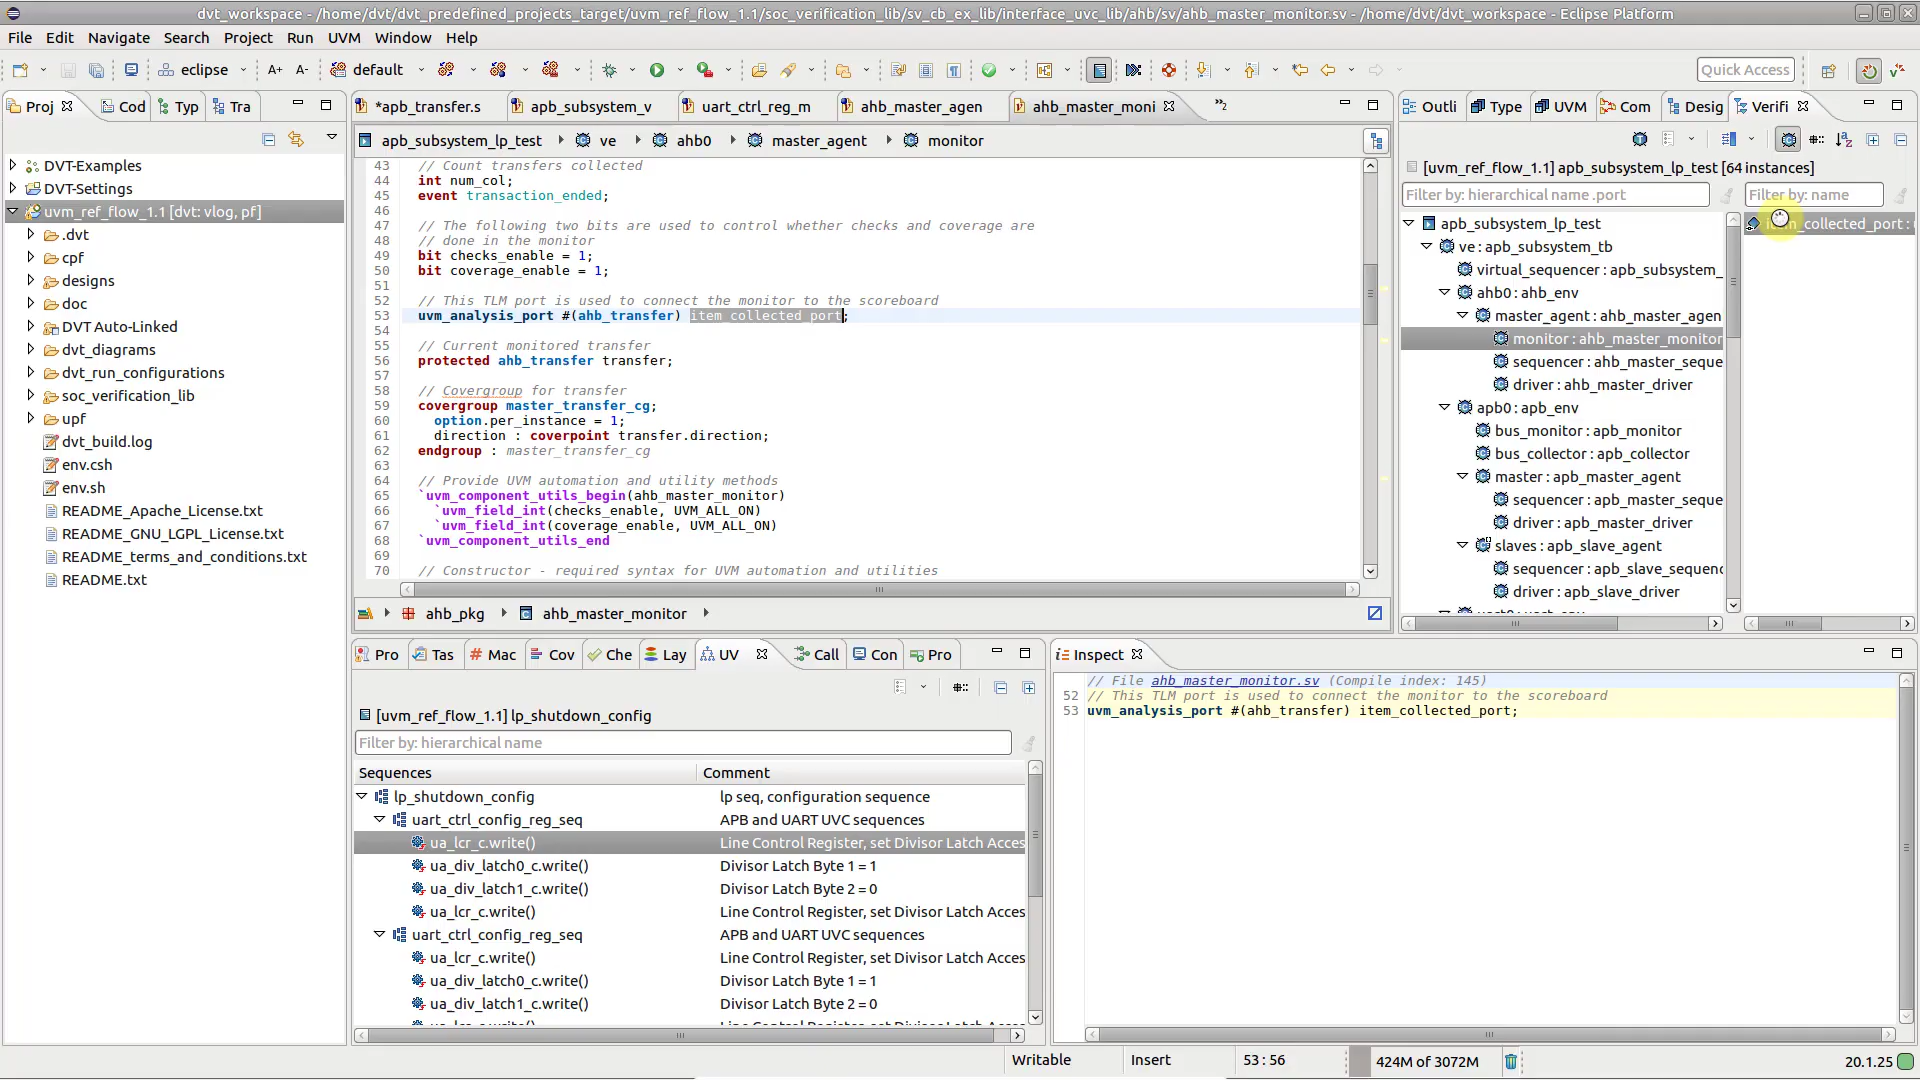 dvt_workspace - /home/dvt/dvt_predefined_projects_target/uvm_ref_flow_1.1/soc_verification_lib/sv_cb_ex_lib/interface_uvc_lib/ahb/sv/ahb_master_monitor.sv - /home/dvt/dvt_workspace - Eclipse Platform
File Edit Navigate Search Project Run UVM Window Help
eclipse A+ A- default Quick Access
Proj Cod Typ Tra
DVT-Examples
DVT-Settings
uvm_ref_flow_1.1 [dvt: vlog, pf]
.dvt
cpf
designs
doc
DVT Auto-Linked
dvt_diagrams
dvt_run_configurations
soc_verification_lib
upf
dvt_build.log
env.csh
env.sh
README_Apache_License.txt
README_GNU_LGPL_License.txt
README_terms_and_conditions.txt
README.txt
*apb_transfer.s apb_subsystem_v uart_ctrl_reg_m ahb_master_agen ahb_master_moni »2
apb_subsystem_lp_test ve ahb0 master_agent monitor
43 // Count transfers collected
44 int num_col;
45 event transaction_ended;
46
47 // The following two bits are used to control whether checks and coverage are
48 // done in the monitor
49 bit checks_enable = 1;
50 bit coverage_enable = 1;
51
52 // This TLM port is used to connect the monitor to the scoreboard
53 uvm_analysis_port #(ahb_transfer) item_collected_port;
54
55 // Current monitored transfer
56 protected ahb_transfer transfer;
57
58 // Covergroup for transfer
59 covergroup master_transfer_cg;
60 option.per_instance = 1;
61 direction : coverpoint transfer.direction;
62 endgroup : master_transfer_cg
63
64 // Provide UVM automation and utility methods
65 `uvm_component_utils_begin(ahb_master_monitor)
66 `uvm_field_int(checks_enable, UVM_ALL_ON)
67 `uvm_field_int(coverage_enable, UVM_ALL_ON)
68 `uvm_component_utils_end
69
70 // Constructor - required syntax for UVM automation and utilities
ahb_pkg ahb_master_monitor
Outli Type UVM Com Desig Verifi
[uvm_ref_flow_1.1] apb_subsystem_lp_test [64 instances]
Filter by: hierarchical name .port Filter by: name
apb_subsystem_lp_test
ve : apb_subsystem_tb
virtual_sequencer : apb_subsystem_
ahb0 : ahb_env
master_agent : ahb_master_agen
monitor : ahb_master_monitor
sequencer : ahb_master_seque
driver : ahb_master_driver
apb0 : apb_env
bus_monitor : apb_monitor
bus_collector : apb_collector
master : apb_master_agent
sequencer : apb_master_seque
driver : apb_master_driver
slaves : apb_slave_agent
sequencer : apb_slave_sequenc
driver : apb_slave_driver
item_collected_port :
Pro Tas Mac Cov Che Lay UV Call Con Pro
[uvm_ref_flow_1.1] lp_shutdown_config
Filter by: hierarchical name
Sequences Comment
lp_shutdown_config lp seq, configuration sequence
uart_ctrl_config_reg_seq APB and UART UVC sequences
ua_lcr_c.write() Line Control Register, set Divisor Latch Acces
ua_div_latch0_c.write() Divisor Latch Byte 1 = 1
ua_div_latch1_c.write() Divisor Latch Byte 2 = 0
ua_lcr_c.write() Line Control Register, set Divisor Latch Acces
uart_ctrl_config_reg_seq APB and UART UVC sequences
ua_lcr_c.write() Line Control Register, set Divisor Latch Acces
ua_div_latch0_c.write() Divisor Latch Byte 1 = 1
ua_div_latch1_c.write() Divisor Latch Byte 2 = 0
Inspect
// File ahb_master_monitor.sv (Compile index: 145)
52 // This TLM port is used to connect the monitor to the scoreboard
53 uvm_analysis_port #(ahb_transfer) item_collected_port;
Writable Insert 53 : 56 424M of 3072M 20.1.25